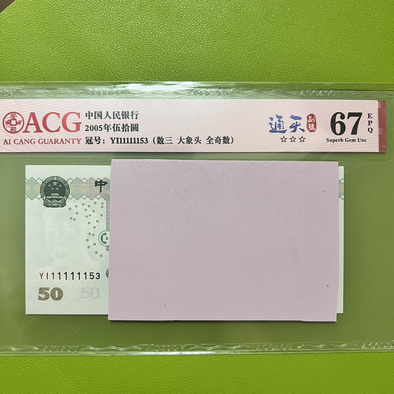 ACG
AI CANG GUARANTY
中国人民银行
2005年伍拾圆
冠号：YI11111153（数三 大象头 全奇数）
通天
☆☆☆
67
EPQ
Superb Gem Unc
中
YI11111153
50
50